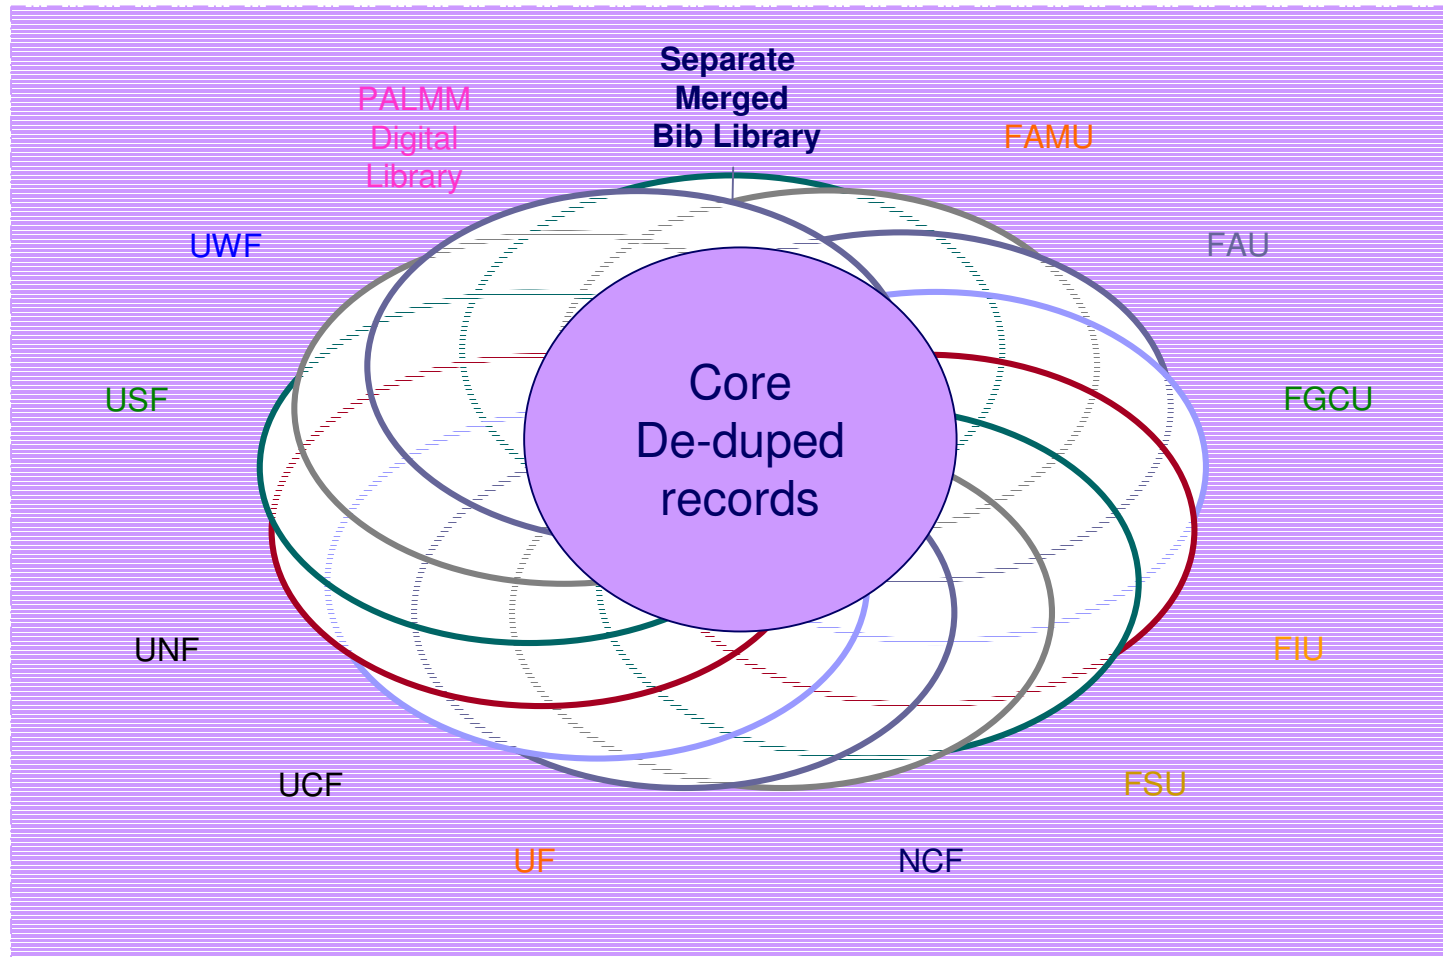 Separate
Merged
Bib Library
PALMM
Digital
Library
FAMU
UWF
FAU
Core
De-duped
records
USF
FGCU
UNF
FIU
UCF
FSU
UF
NCF